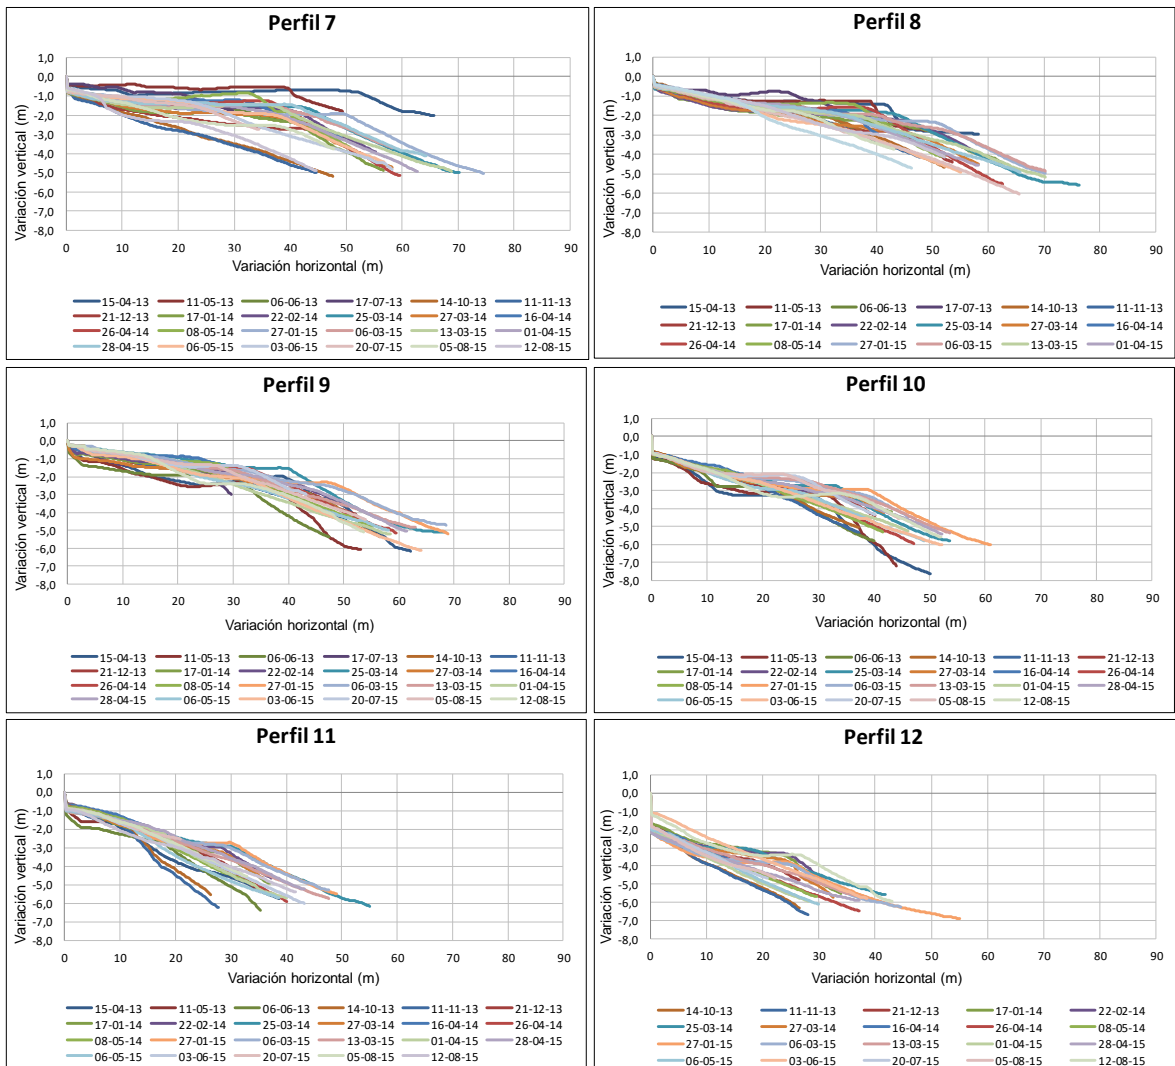 Perfil 7
Variación vertical (m)
1,0
0,0
-1,0
-2,0
-3,0
-4,0
-5,0
-6,0
-7,0
-8,0
0 10 20 30 40 50 60 70 80 90
Variación horizontal (m)
15-04-13 11-05-13 06-06-13 17-07-13 14-10-13 11-11-13
21-12-13 17-01-14 22-02-14 25-03-14 27-03-14 16-04-14
26-04-14 08-05-14 27-01-15 06-03-15 13-03-15 01-04-15
28-04-15 06-05-15 03-06-15 20-07-15 05-08-15 12-08-15
Perfil 8
Variación vertical (m)
1,0
0,0
-1,0
-2,0
-3,0
-4,0
-5,0
-6,0
-7,0
-8,0
0 10 20 30 40 50 60 70 80 90
Variación horizontal (m)
15-04-13 11-05-13 06-06-13 17-07-13 14-10-13 11-11-13
21-12-13 17-01-14 22-02-14 25-03-14 27-03-14 16-04-14
26-04-14 08-05-14 27-01-15 06-03-15 13-03-15 01-04-15
Perfil 9
Variación vertical (m)
1,0
0,0
-1,0
-2,0
-3,0
-4,0
-5,0
-6,0
-7,0
-8,0
0 10 20 30 40 50 60 70 80 90
Variación horizontal (m)
15-04-13 11-05-13 06-06-13 17-07-13 14-10-13 11-11-13
21-12-13 17-01-14 22-02-14 25-03-14 27-03-14 16-04-14
26-04-14 08-05-14 27-01-15 06-03-15 13-03-15 01-04-15
28-04-15 06-05-15 03-06-15 20-07-15 05-08-15 12-08-15
Perfil 10
Variación vertical (m)
1,0
0,0
-1,0
-2,0
-3,0
-4,0
-5,0
-6,0
-7,0
-8,0
0 10 20 30 40 50 60 70 80 90
Variación horizontal (m)
15-04-13 11-05-13 06-06-13 14-10-13 11-11-13 21-12-13
17-01-14 22-02-14 25-03-14 27-03-14 16-04-14 26-04-14
08-05-14 27-01-15 06-03-15 13-03-15 01-04-15 28-04-15
06-05-15 03-06-15 20-07-15 05-08-15 12-08-15
Perfil 11
Variación vertical (m)
1,0
0,0
-1,0
-2,0
-3,0
-4,0
-5,0
-6,0
-7,0
-8,0
0 10 20 30 40 50 60 70 80 90
Variación horizontal (m)
15-04-13 11-05-13 06-06-13 14-10-13 11-11-13 21-12-13
17-01-14 22-02-14 25-03-14 27-03-14 16-04-14 26-04-14
08-05-14 27-01-15 06-03-15 13-03-15 01-04-15 28-04-15
06-05-15 03-06-15 20-07-15 05-08-15 12-08-15
Perfil 12
Variación vertical (m)
1,0
0,0
-1,0
-2,0
-3,0
-4,0
-5,0
-6,0
-7,0
-8,0
0 10 20 30 40 50 60 70 80 90
Variación horizontal (m)
14-10-13 11-11-13 21-12-13 17-01-14 22-02-14
25-03-14 27-03-14 16-04-14 26-04-14 08-05-14
27-01-15 06-03-15 13-03-15 01-04-15 28-04-15
06-05-15 03-06-15 20-07-15 05-08-15 12-08-15